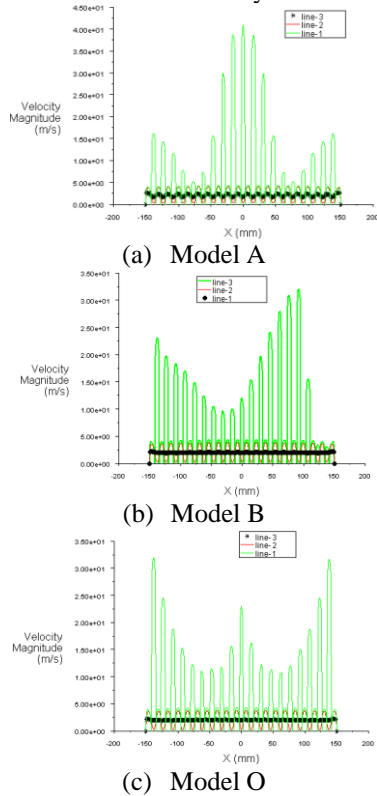 line-3
line-2
line-1
4.50e+01
4.00e+01
3.50e+01
3.00e+01
2.50e+01
Velocity
Magnitude
(m/s)
2.00e+01
1.50e+01
1.00e+01
5.00e+00
0.00e+00
-200 -150 -100 -50 0 50 100 150 200
X (mm)
(a) Model A
line-3
line-2
line-1
3.50e+01
3.00e+01
2.50e+01
Velocity
Magnitude
(m/s)
2.00e+01
1.50e+01
1.00e+01
5.00e+00
0.00e+00
-200 -150 -100 -50 0 50 100 150 200
X (mm)
(b) Model B
line-3
line-2
line-1
3.50e+01
3.00e+01
2.50e+01
Velocity
Magnitude
(m/s)
2.00e+01
1.50e+01
1.00e+01
5.00e+00
0.00e+00
-200 -150 -100 -50 0 50 100 150 200
X (mm)
(c) Model O